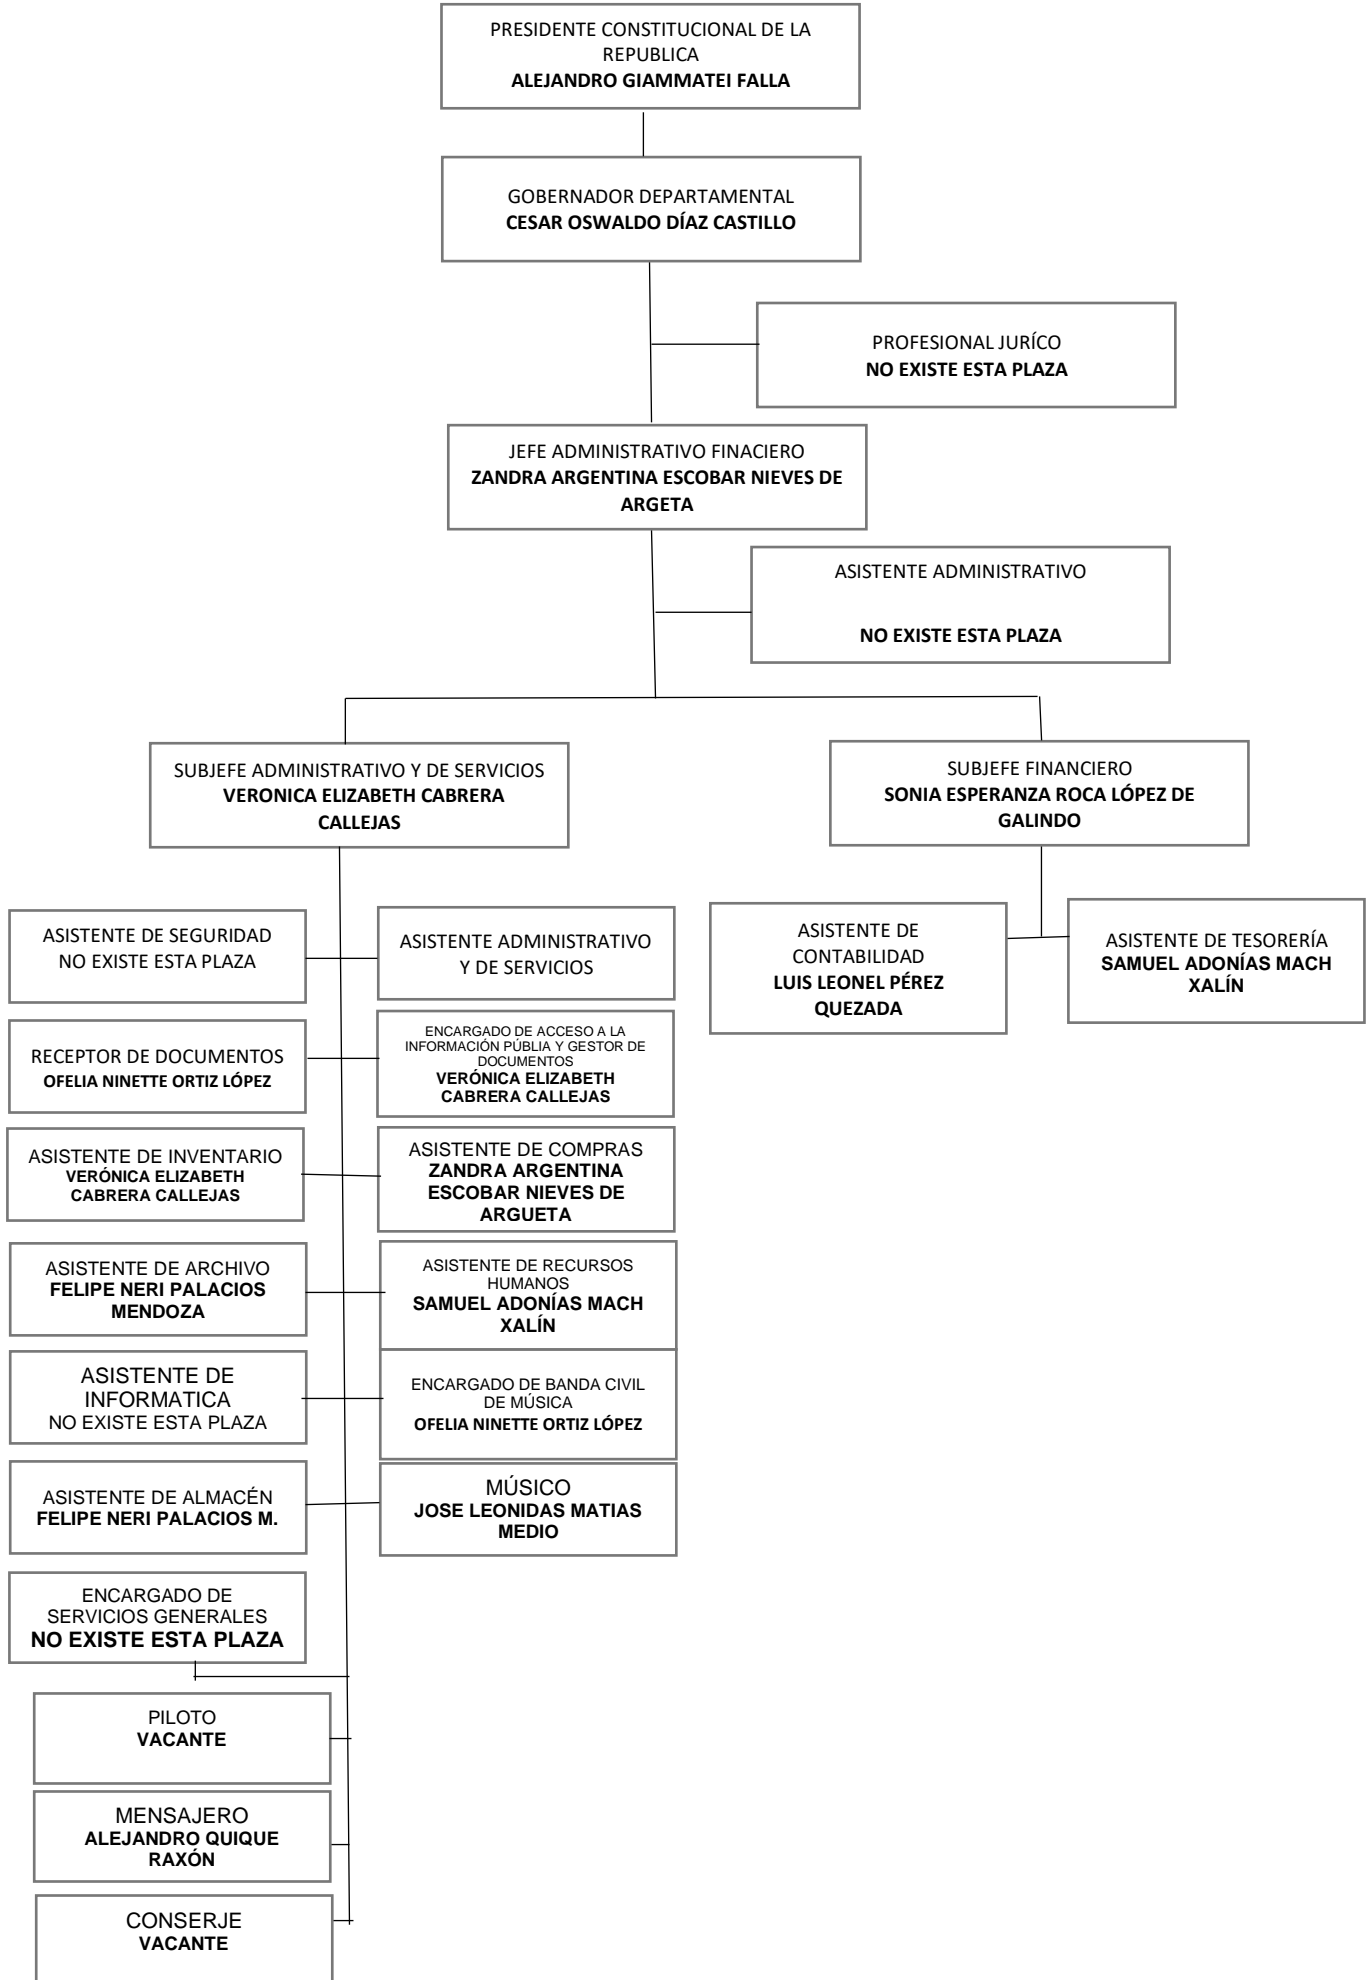 PRESIDENTE CONSTITUCIONAL DE LA
REPUBLICA
ALEJANDRO GIAMMATEI FALLA
GOBERNADOR DEPARTAMENTAL
CESAR OSWALDO DÍAZ CASTILLO
PROFESIONAL JURÍCO
NO EXISTE ESTA PLAZA
JEFE ADMINISTRATIVO FINACIERO
ZANDRA ARGENTINA ESCOBAR NIEVES DE
ARGETA
ASISTENTE ADMINISTRATIVO
NO EXISTE ESTA PLAZA
SUBJEFE ADMINISTRATIVO Y DE SERVICIOS
VERONICA ELIZABETH CABRERA
CALLEJAS
SUBJEFE FINANCIERO
SONIA ESPERANZA ROCA LÓPEZ DE
GALINDO
ASISTENTE DE SEGURIDAD
NO EXISTE ESTA PLAZA
ASISTENTE ADMINISTRATIVO
Y DE SERVICIOS
ASISTENTE DE
CONTABILIDAD
LUIS LEONEL PÉREZ
QUEZADA
ASISTENTE DE TESORERÍA
SAMUEL ADONÍAS MACH
XALÍN
RECEPTOR DE DOCUMENTOS
OFELIA NINETTE ORTIZ LÓPEZ
ENCARGADO DE ACCESO A LA
INFORMACIÓN PÚBLIA Y GESTOR DE
DOCUMENTOS
VERÓNICA ELIZABETH
CABRERA CALLEJAS
ASISTENTE DE INVENTARIO
VERÓNICA ELIZABETH
CABRERA CALLEJAS
ASISTENTE DE COMPRAS
ZANDRA ARGENTINA
ESCOBAR NIEVES DE
ARGUETA
ASISTENTE DE ARCHIVO
FELIPE NERI PALACIOS
MENDOZA
ASISTENTE DE RECURSOS
HUMANOS
SAMUEL ADONÍAS MACH
XALÍN
ASISTENTE DE
INFORMATICA
NO EXISTE ESTA PLAZA
ENCARGADO DE BANDA CIVIL
DE MÚSICA
OFELIA NINETTE ORTIZ LÓPEZ
ASISTENTE DE ALMACÉN
FELIPE NERI PALACIOS M.
MÚSICO
JOSE LEONIDAS MATIAS
MEDIO
ENCARGADO DE
SERVICIOS GENERALES
NO EXISTE ESTA PLAZA
PILOTO
VACANTE
MENSAJERO
ALEJANDRO QUIQUE
RAXÓN
CONSERJE
VACANTE